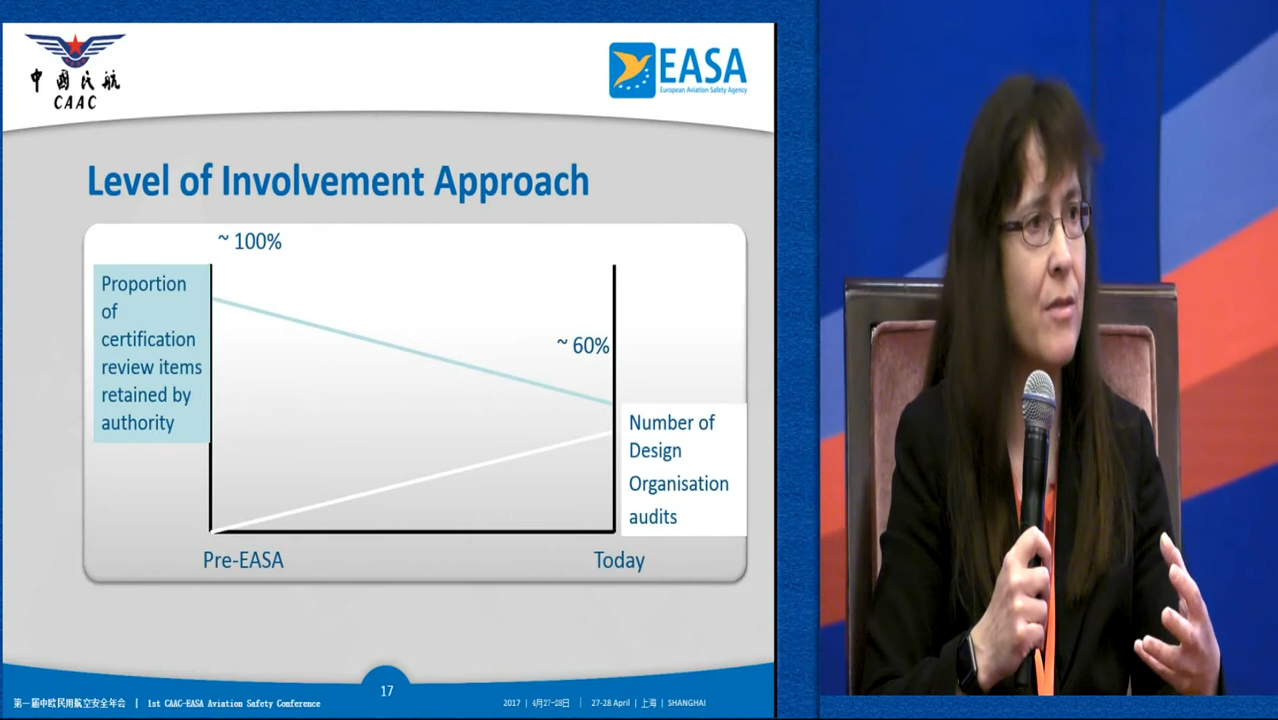 中國民航
CAAC
EASA
European Aviation Safety Agency
Level of Involvement Approach
~ 100%
Proportion
of
certification
review items
retained by
authority
~ 60%
Number of
Design
Organisation
audits
Pre-EASA
Today
17
第一届中欧民用航空安全年会 | 1st CAAC-EASA Aviation Safety Conference
2017 | 4月27-28日 | 27-28 April | 上海 | SHANGHAI